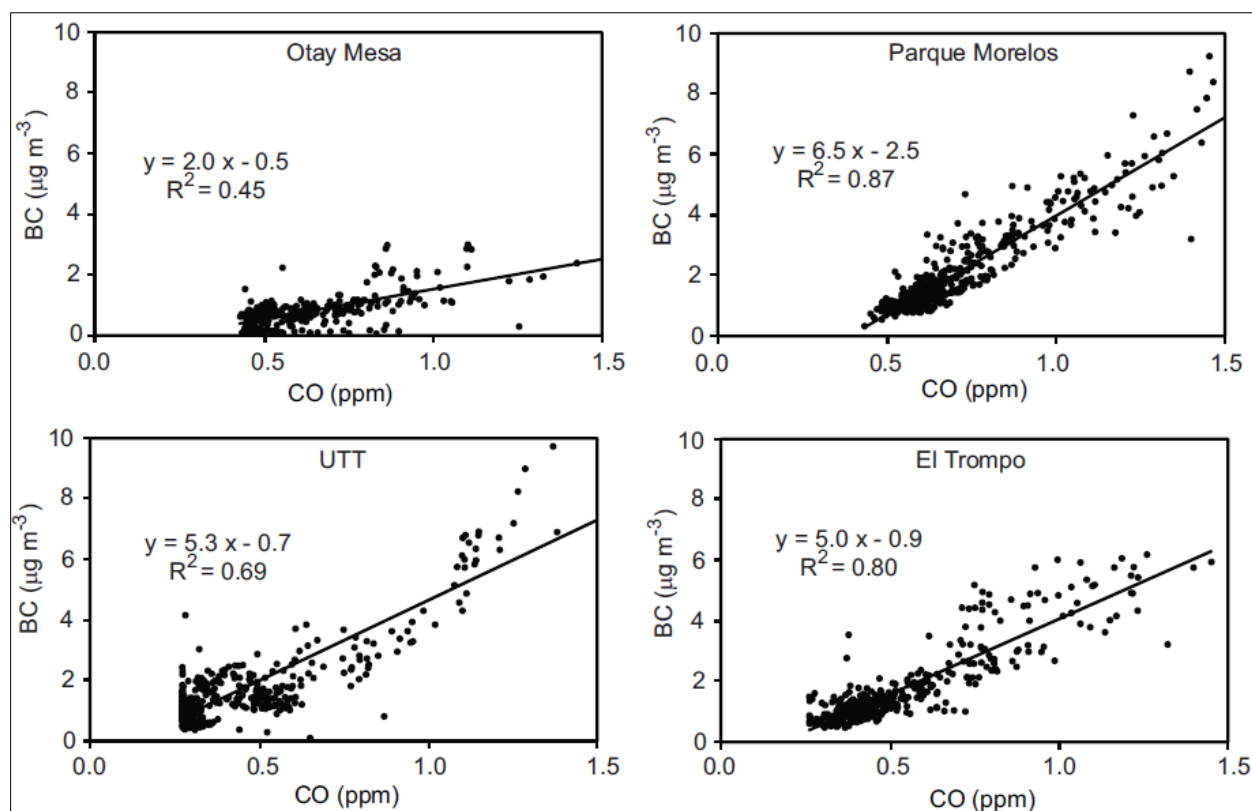 Otay Mesa
y = 2.0 x - 0.5
R² = 0.45
BC (μg m⁻³)
10
8
6
4
2
0
0.0 0.5 1.0 1.5
CO (ppm)
Parque Morelos
y = 6.5 x - 2.5
R² = 0.87
BC (μg m⁻³)
10
8
6
4
2
0
0.0 0.5 1.0 1.5
CO (ppm)
UTT
y = 5.3 x - 0.7
R² = 0.69
BC (μg m⁻³)
10
8
6
4
2
0
0.0 0.5 1.0 1.5
CO (ppm)
El Trompo
y = 5.0 x - 0.9
R² = 0.80
BC (μg m⁻³)
10
8
6
4
2
0
0.0 0.5 1.0 1.5
CO (ppm)